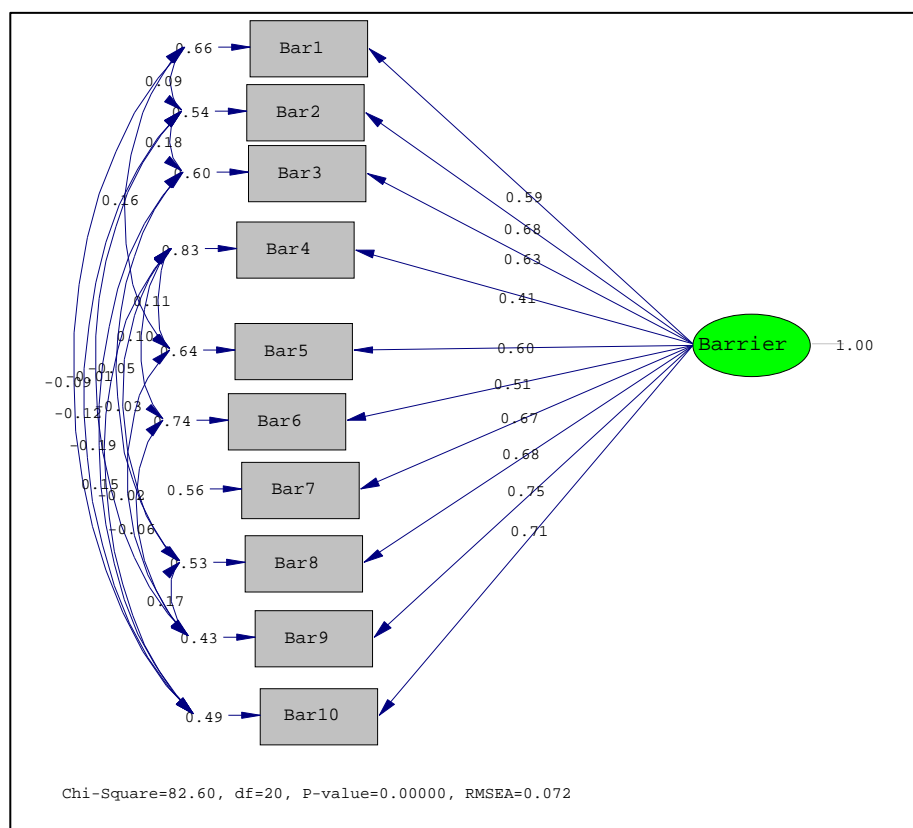 0.66 Bar1
0.09
0.54 Bar2
0.18
0.60 Bar3
0.59
0.16
0.68
0.83 Bar4
0.63
0.11
0.41
0.10
Barrier 1.00
0.64 Bar5
0.60
-0.05
-0.01
-0.09
0.51
-0.03
-0.12
0.74 Bar6
0.67
-0.19
0.68
0.15
0.56 Bar7
0.75
-0.02
-0.06
0.71
0.53 Bar8
0.17
0.43 Bar9
0.49 Bar10
Chi-Square=82.60, df=20, P-value=0.00000, RMSEA=0.072